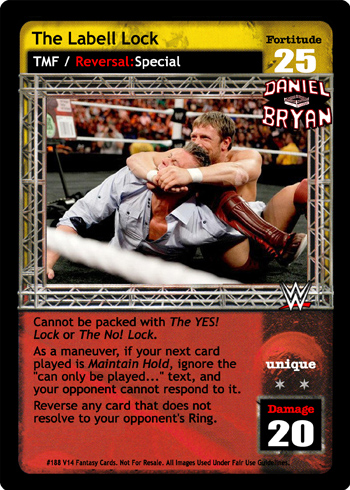 The Labell Lock
Fortitude
25
TMF / Reversal:Special
DANIEL
BRYAN
W
Cannot be packed with The YES!
Lock or The No! Lock.
As a maneuver, if your next card
played is Maintain Hold, ignore the
"can only be played..." text, and
your opponent cannot respond to it.
Reverse any card that does not
resolve to your opponent's Ring.
unique
Damage
20
#188 V14 Fantasy Cards. Not For Resale. All Images Used Under Fair Use Guidelines.